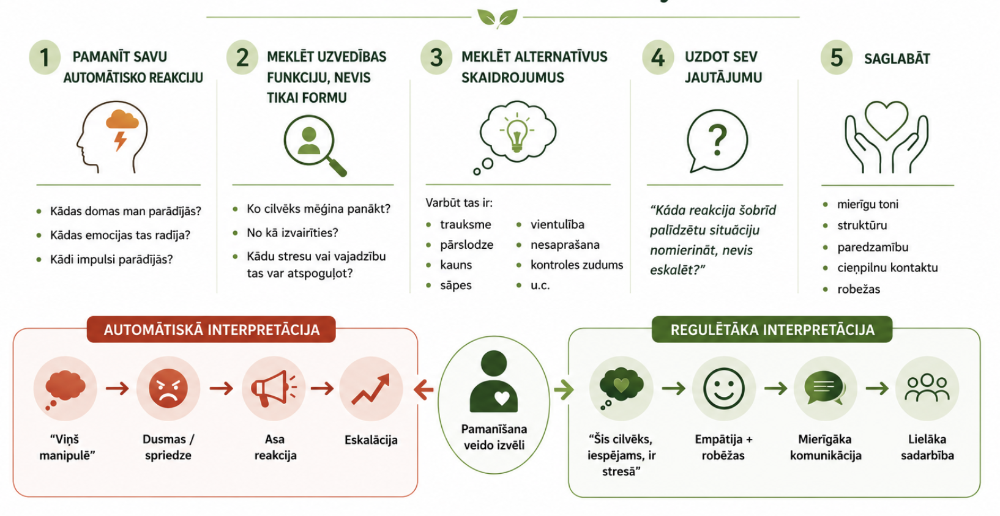 1 PAMANĪT SAVU
AUTOMĀTISKO REAKCIJU
• Kādas domas man parādījās?
• Kādas emocijas tas radīja?
• Kādi impulsi parādījās?
2 MEKLĒT UZVEDĪBAS
FUNKCIJU, NEVIS
TIKAI FORMU
• Ko cilvēks mēģina panākt?
• No kā izvairīties?
• Kādu stresu vai vajadzību
tas var atspoguļot?
3 MEKLĒT ALTERNATĪVUS
SKAIDROJUMUS
Varbūt tas ir:
• trauksme
• pārslodze
• kauns
• sāpes
• vientulība
• nesaprašana
• kontroles zudums
• u.c.
4 UZDOT SEV
JAUTĀJUMU
?
“Káda reakcija šobrīd
palīdzētu situāciju
nomierināt, nevis
eskalēt?”
5 SAGLABĀT
• mierīgu toni
• struktūru
• paredzamību
• cieņpilnu kontaktu
• robežas
AUTOMĀTISKĀ INTERPRETĀCIJA
“Viņš
manipulē”
Dusmas /
spriedze
Asa
reakcija
Eskalācija
Pamanīšana
veido izvēli
REGULĒTĀKA INTERPRETĀCIJA
“Šis cilvēks,
iespējams, ir
stresā”
Empātija +
robēžas
Mierīgāka
komunikācija
Lielāka
sadarbība